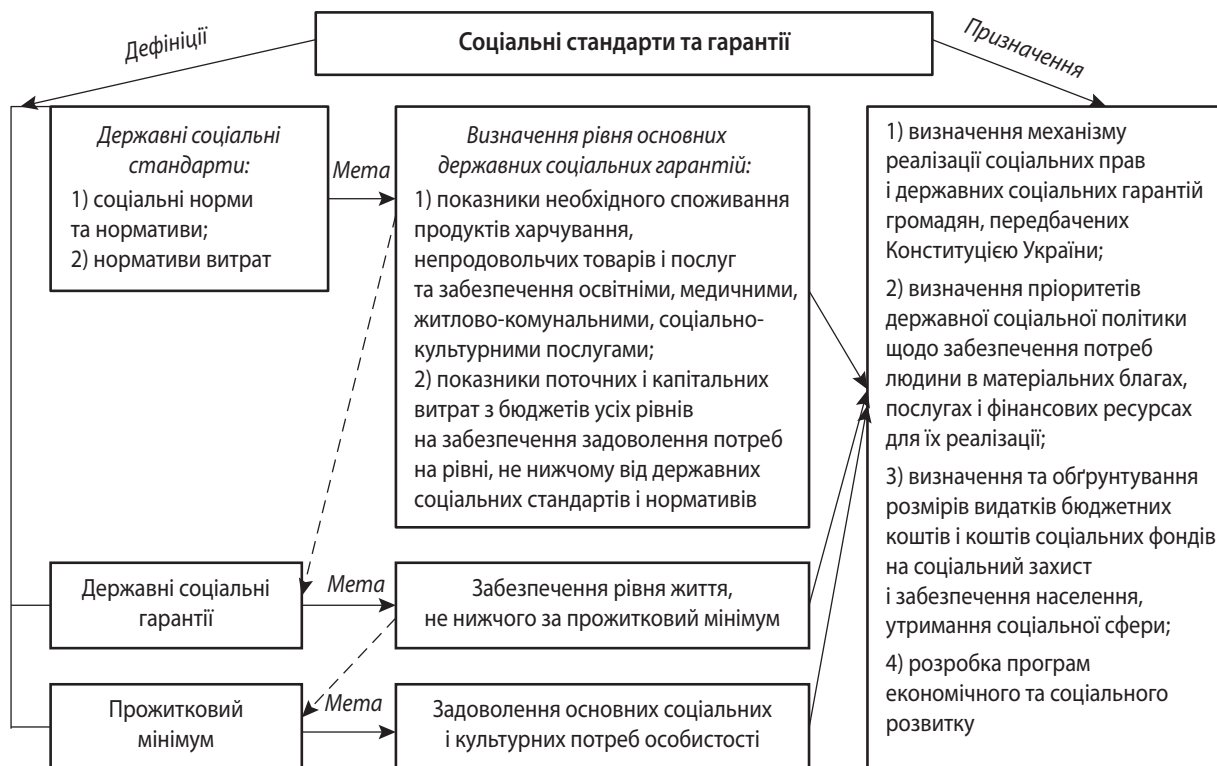 Соціальні стандарти та гарантії
Дефініції
Призначення
Державні соціальні
стандарти:
1) соціальні норми
та нормативи;
2) нормативи витрат
Мета
Визначення рівня основних
державних соціальних гарантій:
1) показники необхідного споживання
продуктів харчування,
непродовольчих товарів і послуг
та забезпечення освітніми, медичними,
житлово-комунальними, соціально-
культурними послугами;
2) показники поточних і капітальних
витрат з бюджетів усіх рівнів
на забезпечення задоволення потреб
на рівні, не нижчому від державних
соціальних стандартів і нормативів
Державні соціальні
гарантії
Мета
Забезпечення рівня життя,
не нижчого за прожитковий мінімум
Прожитковий
мінімум
Мета
Задоволення основних соціальних
і культурних потреб особистості
1) визначення механізму
реалізації соціальних прав
і державних соціальних гарантій
громадян, передбачених
Конституцією України;
2) визначення пріоритетів
державної соціальної політики
щодо забезпечення потреб
людини в матеріальних благах,
послугах і фінансових ресурсах
для їх реалізації;
3) визначення та обґрунтування
розмірів видатків бюджетних
коштів і коштів соціальних фондів
на соціальний захист
і забезпечення населення,
утримання соціальної сфери;
4) розробка програм
економічного та соціального
розвитку